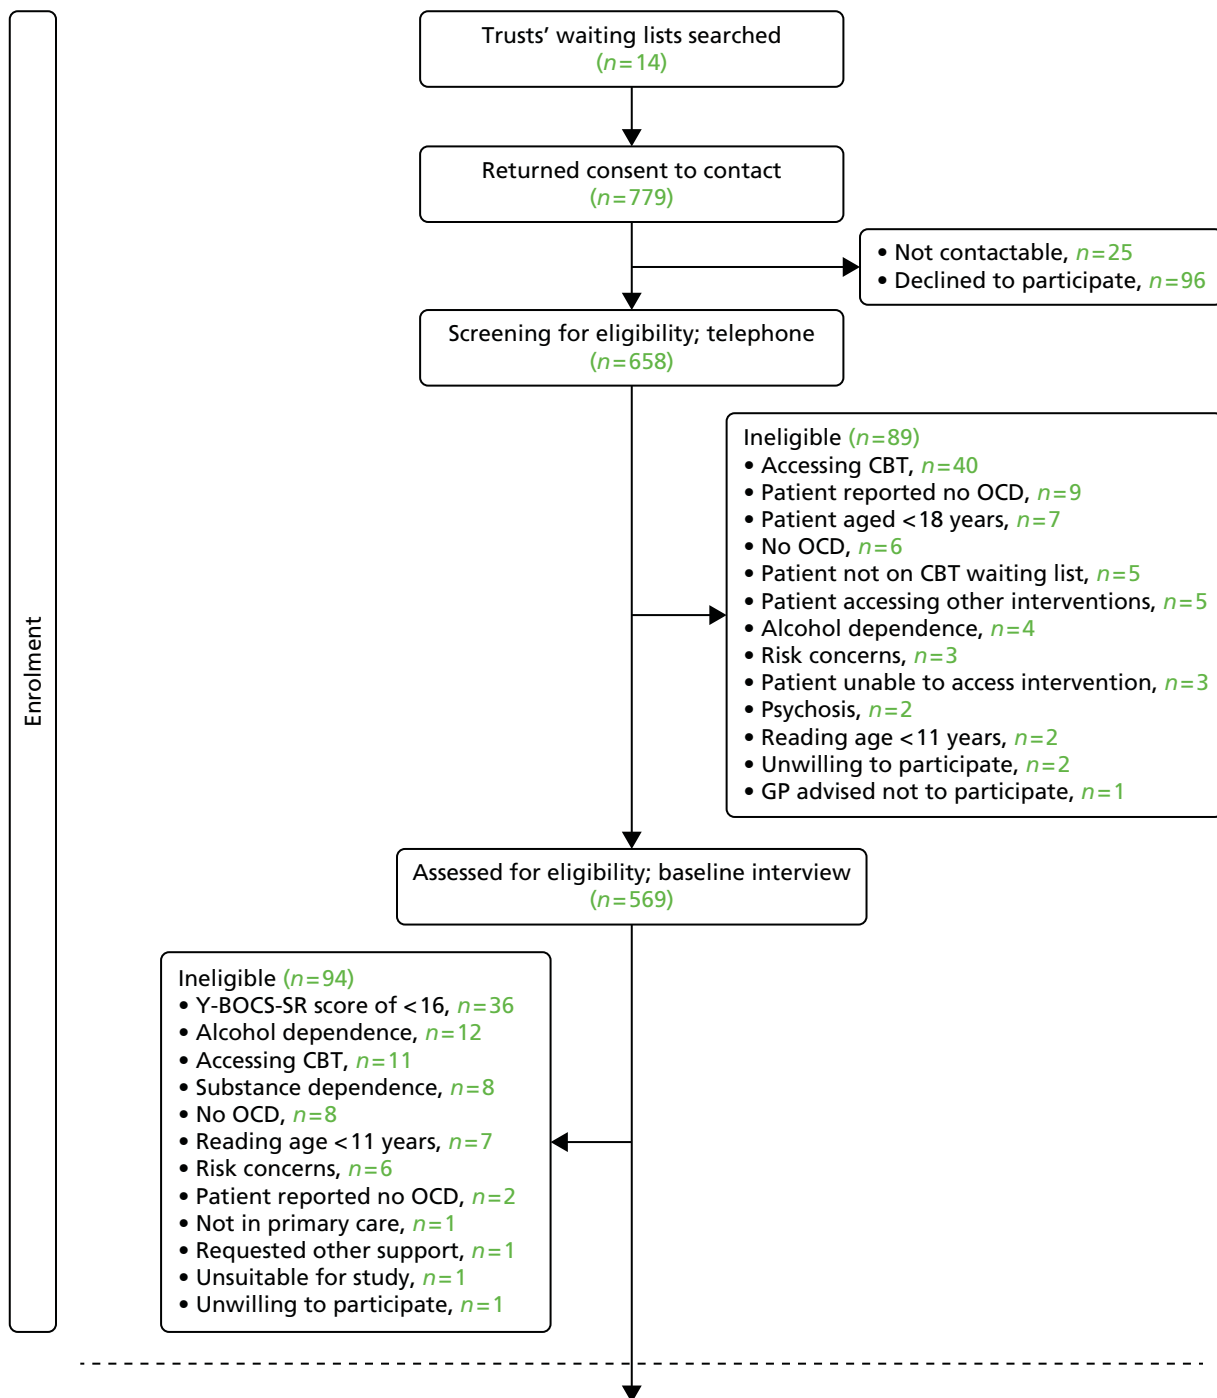 Enrolment
Trusts’ waiting lists searched
(n=14)
Returned consent to contact
(n=779)
• Not contactable, n=25
• Declined to participate, n=96
Screening for eligibility; telephone
(n=658)
Ineligible (n=89)
• Accessing CBT, n=40
• Patient reported no OCD, n=9
• Patient aged <18 years, n=7
• No OCD, n=6
• Patient not on CBT waiting list, n=5
• Patient accessing other interventions, n=5
• Alcohol dependence, n=4
• Risk concerns, n=3
• Patient unable to access intervention, n=3
• Psychosis, n=2
• Reading age <11 years, n=2
• Unwilling to participate, n=2
• GP advised not to participate, n=1
Assessed for eligibility; baseline interview
(n=569)
Ineligible (n=94)
• Y-BOCS-SR score of <16, n=36
• Alcohol dependence, n=12
• Accessing CBT, n=11
• Substance dependence, n=8
• No OCD, n=8
• Reading age <11 years, n=7
• Risk concerns, n=6
• Patient reported no OCD, n=2
• Not in primary care, n=1
• Requested other support, n=1
• Unsuitable for study, n=1
• Unwilling to participate, n=1